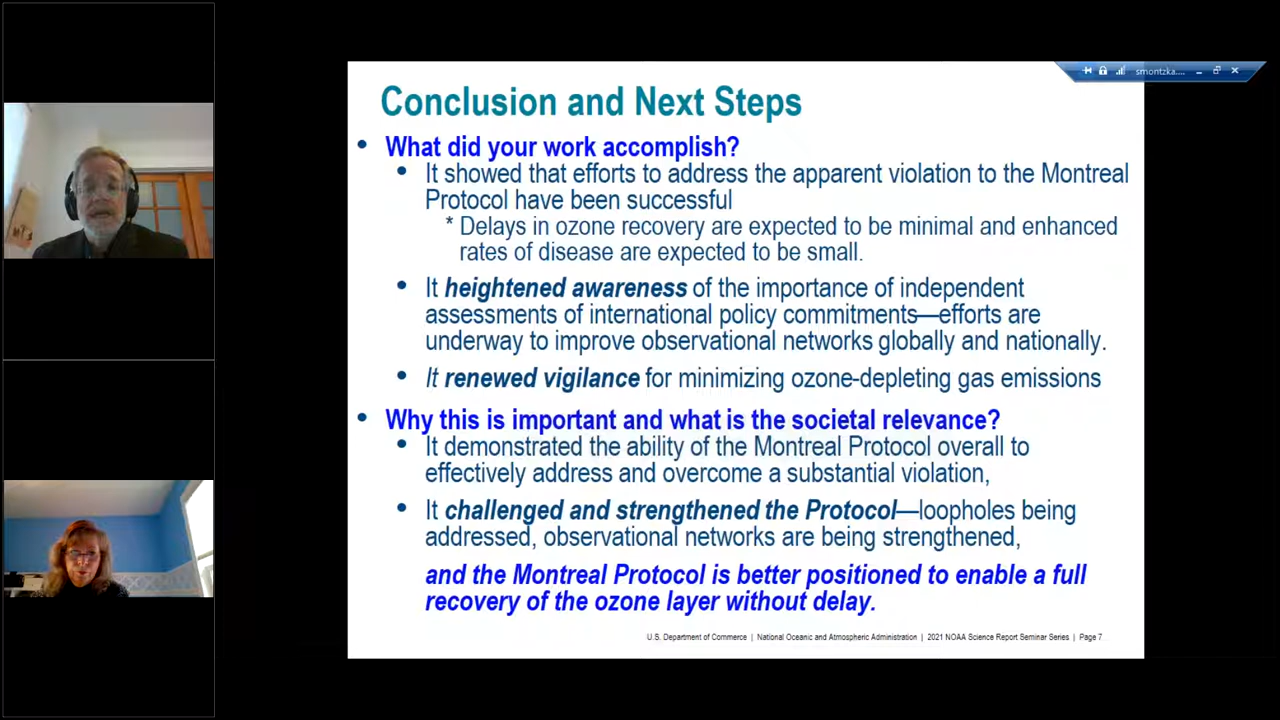 smontzka....
Conclusion and Next Steps
• What did your work accomplish?
• It showed that efforts to address the apparent violation to the Montreal
Protocol have been successful
* Delays in ozone recovery are expected to be minimal and enhanced
rates of disease are expected to be small.
• It heightened awareness of the importance of independent
assessments of international policy commitments—efforts are
underway to improve observational networks globally and nationally.
• It renewed vigilance for minimizing ozone-depleting gas emissions
• Why this is important and what is the societal relevance?
• It demonstrated the ability of the Montreal Protocol overall to
effectively address and overcome a substantial violation,
• It challenged and strengthened the Protocol—loopholes being
addressed, observational networks are being strengthened,
and the Montreal Protocol is better positioned to enable a full
recovery of the ozone layer without delay.
U.S. Department of Commerce | National Oceanic and Atmospheric Administration | 2021 NOAA Science Report Seminar Series | Page 7